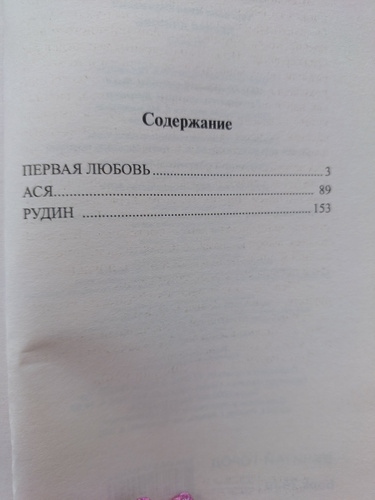 Содержание
ПЕРВАЯ ЛЮБОВЬ.......................................................3
АСЯ.................................................................................. 89
РУДИН ..........................................................................153